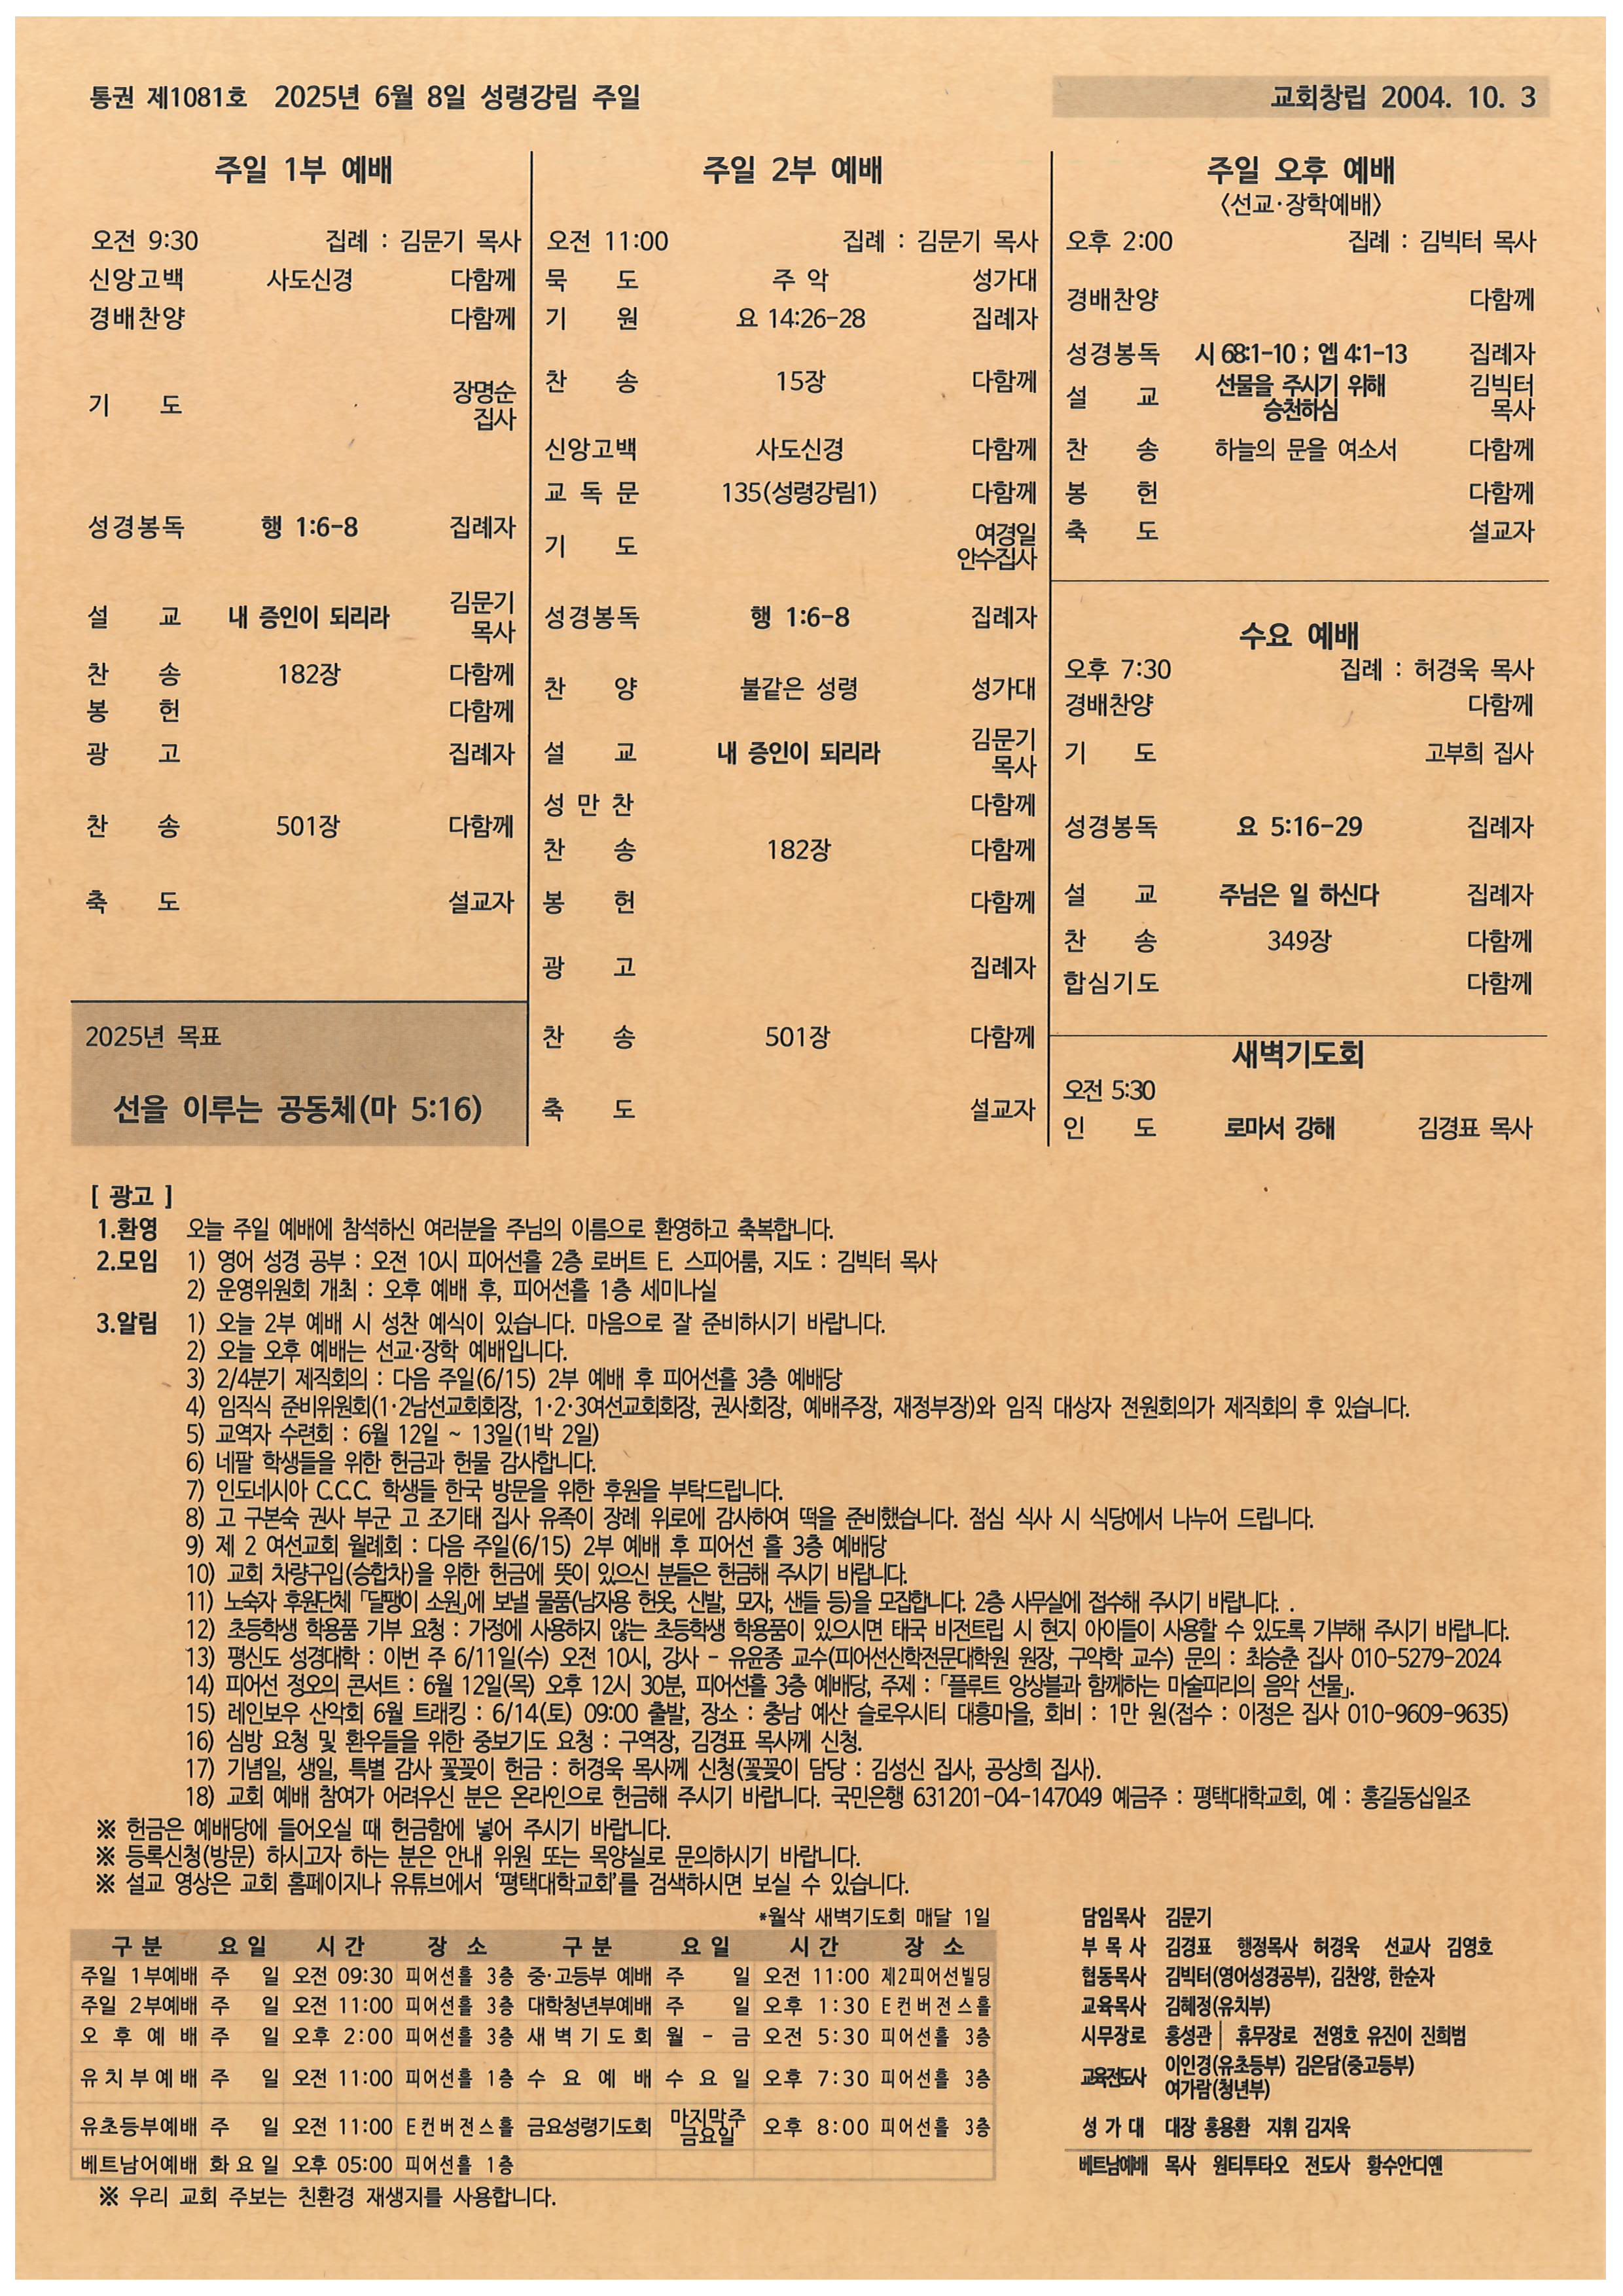 통권 제1081호 2025년 6월 8일 성령강림 주일
교회창립 2004. 10. 3
주일 1부 예배
오전 9:30 집례 : 김문기 목사
신앙고백 사도신경 다함께
경배찬양 다함께
기 도 장명순 집사
성경봉독 행 1:6-8 집례자
설 교 내 증인이 되리라 김문기 목사
찬 송 182장 다함께
봉 헌 다함께
광 고 집례자
찬 송 501장 다함께
축 도 설교자
2025년 목표
선을 이루는 공동체(마 5:16)
주일 2부 예배
오전 11:00 집례 : 김문기 목사
묵 도 주 악 성가대
기 원 요 14:26-28 집례자
찬 송 15장 다함께
신앙고백 사도신경 다함께
교 독 문 135(성령강림1) 다함께
기 도 여경일 안수집사
성경봉독 행 1:6-8 집례자
찬 양 불같은 성령 성가대
설 교 내 증인이 되리라 김문기 목사
성 만 찬 다함께
찬 송 182장 다함께
봉 헌 다함께
광 고 집례자
찬 송 501장 다함께
축 도 설교자
주일 오후 예배
〈선교·장학예배〉
오후 2:00 집례 : 김빅터 목사
경배찬양 다함께
성경봉독 시 68:1-10 ; 엡 4:1-13 집례자
설 교 선물을 주시기 위해 승천하심 김빅터 목사
찬 송 하늘의 문을 여소서 다함께
봉 헌 다함께
축 도 설교자
수요 예배
오후 7:30 집례 : 허경욱 목사
경배찬양 다함께
기 도 고부희 집사
성경봉독 요 5:16-29 집례자
설 교 주님은 일 하신다 집례자
찬 송 349장 다함께
합심기도 다함께
새벽기도회
오전 5:30
인 도 로마서 강해 김경표 목사
[ 광고 ]
1.환영 오늘 주일 예배에 참석하신 여러분을 주님의 이름으로 환영하고 축복합니다.
2.모임 1) 영어 성경 공부 : 오전 10시 피어선홀 2층 로버트 E. 스피어룸, 지도 : 김빅터 목사
2) 운영위원회 개최 : 오후 예배 후, 피어선홀 1층 세미나실
3.알림 1) 오늘 2부 예배 시 성찬 예식이 있습니다. 마음으로 잘 준비하시기 바랍니다.
2) 오늘 오후 예배는 선교·장학 예배입니다.
3) 2/4분기 제직회의 : 다음 주일(6/15) 2부 예배 후 피어선홀 3층 예배당
4) 임직식 준비위원회(1·2남선교회회장, 1·2·3여선교회회장, 권사회장, 예배주장, 재정부장)와 임직 대상자 전원회의가 제직회의 후 있습니다.
5) 교역자 수련회 : 6월 12일 ~ 13일(1박 2일)
6) 네팔 학생들을 위한 헌금과 헌물 감사합니다.
7) 인도네시아 C.C.C. 학생들 한국 방문을 위한 후원을 부탁드립니다.
8) 고 구본숙 권사 부군 고 조기태 집사 유족이 장례 위로에 감사하여 떡을 준비했습니다. 점심 식사 시 식당에서 나누어 드립니다.
9) 제 2 여선교회 월례회 : 다음 주일(6/15) 2부 예배 후 피어선 홀 3층 예배당
10) 교회 차량구입(승합차)을 위한 헌금에 뜻이 있으신 분들은 헌금해 주시기 바랍니다.
11) 노숙자 후원단체 「달팽이 소원」에 보낼 물품(남자용 헌옷, 신발, 모자, 샌들 등)을 모집합니다. 2층 사무실에 접수해 주시기 바랍니다. .
12) 초등학생 학용품 기부 요청 : 가정에 사용하지 않는 초등학생 학용품이 있으시면 태국 비전트립 시 현지 아이들이 사용할 수 있도록 기부해 주시기 바랍니다.
13) 평신도 성경대학 : 이번 주 6/11일(수) 오전 10시, 강사 - 유윤종 교수(피어선신학전문대학원 원장, 구약학 교수) 문의 : 최승춘 집사 010-5279-2024
14) 피어선 정오의 콘서트 : 6월 12일(목) 오후 12시 30분, 피어선홀 3층 예배당, 주제 : 「플루트 앙상블과 함께하는 마술피리의 음악 선물」.
15) 레인보우 산악회 6월 트래킹 : 6/14(토) 09:00 출발, 장소 : 충남 예산 슬로우시티 대흥마을, 회비 : 1만 원(접수 : 이정은 집사 010-9609-9635)
16) 심방 요청 및 환우들을 위한 중보기도 요청 : 구역장, 김경표 목사께 신청.
17) 기념일, 생일, 특별 감사 꽃꽂이 헌금 : 허경욱 목사께 신청(꽃꽂이 담당 : 김성신 집사, 공상희 집사).
18) 교회 예배 참여가 어려우신 분은 온라인으로 헌금해 주시기 바랍니다. 국민은행 631201-04-147049 예금주 : 평택대학교회, 예 : 홍길동십일조
※ 헌금은 예배당에 들어오실 때 헌금함에 넣어 주시기 바랍니다.
※ 등록신청(방문) 하시고자 하는 분은 안내 위원 또는 목양실로 문의하시기 바랍니다.
※ 설교 영상은 교회 홈페이지나 유튜브에서 '평택대학교회'를 검색하시면 보실 수 있습니다.
*월삭 새벽기도회 매달 1일
구 분 요 일 시 간 장 소 구 분 요 일 시 간 장 소
주일 1부예배 주 일 오전 09:30 피어선홀 3층 중·고등부 예배 주 일 오전 11:00 제2피어선빌딩
주일 2부예배 주 일 오전 11:00 피어선홀 3층 대학청년부예배 주 일 오후 1:30 E컨버전스홀
오 후 예 배 주 일 오후 2:00 피어선홀 3층 새벽기도회 월 - 금 오전 5:30 피어선홀 3층
유치부예배 주 일 오전 11:00 피어선홀 1층 수 요 예 배 수 요 일 오후 7:30 피어선홀 3층
유초등부예배 주 일 오전 11:00 E컨버전스홀 금요성령기도회 마지막주 금요일 오후 8:00 피어선홀 3층
베트남어예배 화 요 일 오후 05:00 피어선홀 1층
※ 우리 교회 주보는 친환경 재생지를 사용합니다.
담임목사 김문기
부 목 사 김경표 행정목사 허경욱 선교사 김영호
협동목사 김빅터(영어성경공부), 김찬양, 한순자
교육목사 김혜정(유치부)
시무장로 홍성관 | 휴무장로 전영호 유진이 진희범
교육전도사 이인경(유초등부) 김은담(중고등부)
여가람(청년부)
성 가 대 대장 홍용환 지휘 김지욱
베트남예배 목사 원티투타오 전도사 황수안디엔